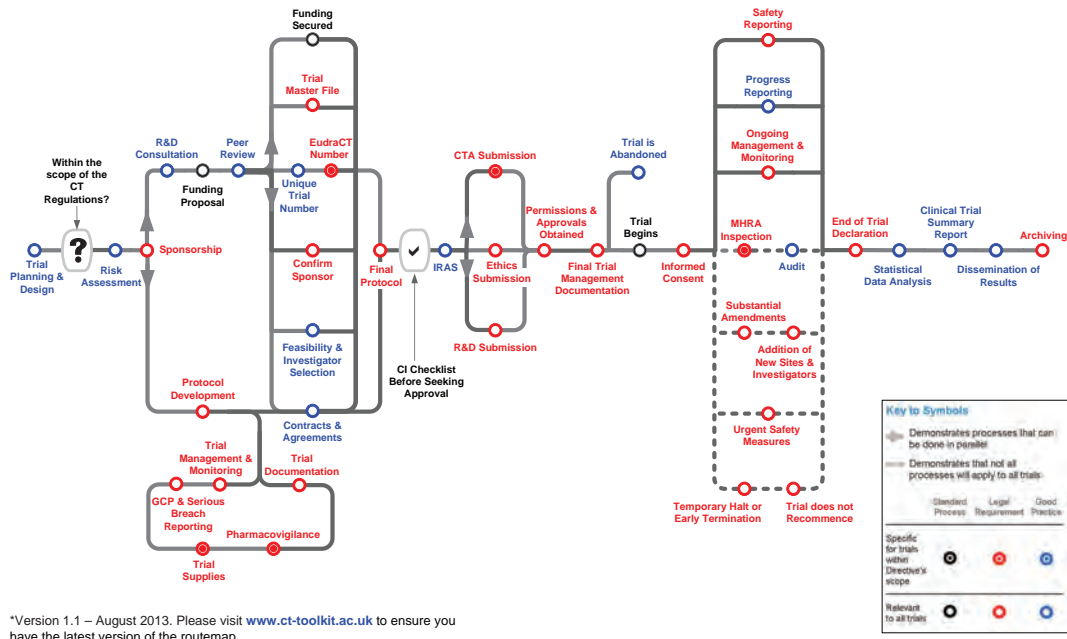 Funding
Secured
Trial
Master File
R&D
Consultation
Peer
Review
EudraCT
Number
Within the
scope of the
CT
Regulations?
Funding
Proposal
Unique
Trial
Number
?
Trial
Planning &
Design
Risk
Assessment
Sponsorship
Confirm
Sponsor
Final
Protocol
Feasibility &
Investigator
Selection
Protocol
Development
Contracts &
Agreements
Trial
Management &
Monitoring
Trial
Documentation
GCP & Serious
Breach
Reporting
Pharmacovigilance
Trial
Supplies
CI Checklist
Before Seeking
Approval
IRAS
CTA Submission
Ethics
Submission
R&D Submission
Permissions &
Approvals
Obtained
Trial is
Abandoned
Trial
Begins
Final Trial
Management
Documentation
Informed
Consent
Safety
Reporting
Progress
Reporting
Ongoing
Management &
Monitoring
MHRA
Inspection
Audit
Substantial
Amendments
Addition of
New Sites &
Investigators
Urgent Safety
Measures
Temporary Halt or
Early Termination
Trial does not
Recommence
End of Trial
Declaration
Statistical
Data Analysis
Clinical Trial
Summary
Report
Dissemination of
Results
Archiving
Key to Symbols
Demonstrates processes that can
be done in parallel
Demonstrates that not all
processes will apply to all trials
Standard
Process
Legal
Requirement
Good
Practice
Specific
for trials
within
Directive's
scope
Relevant
to all trials
*Version 1.1 – August 2013. Please visit www.ct-toolkit.ac.uk to ensure you
have the latest version of the routemap